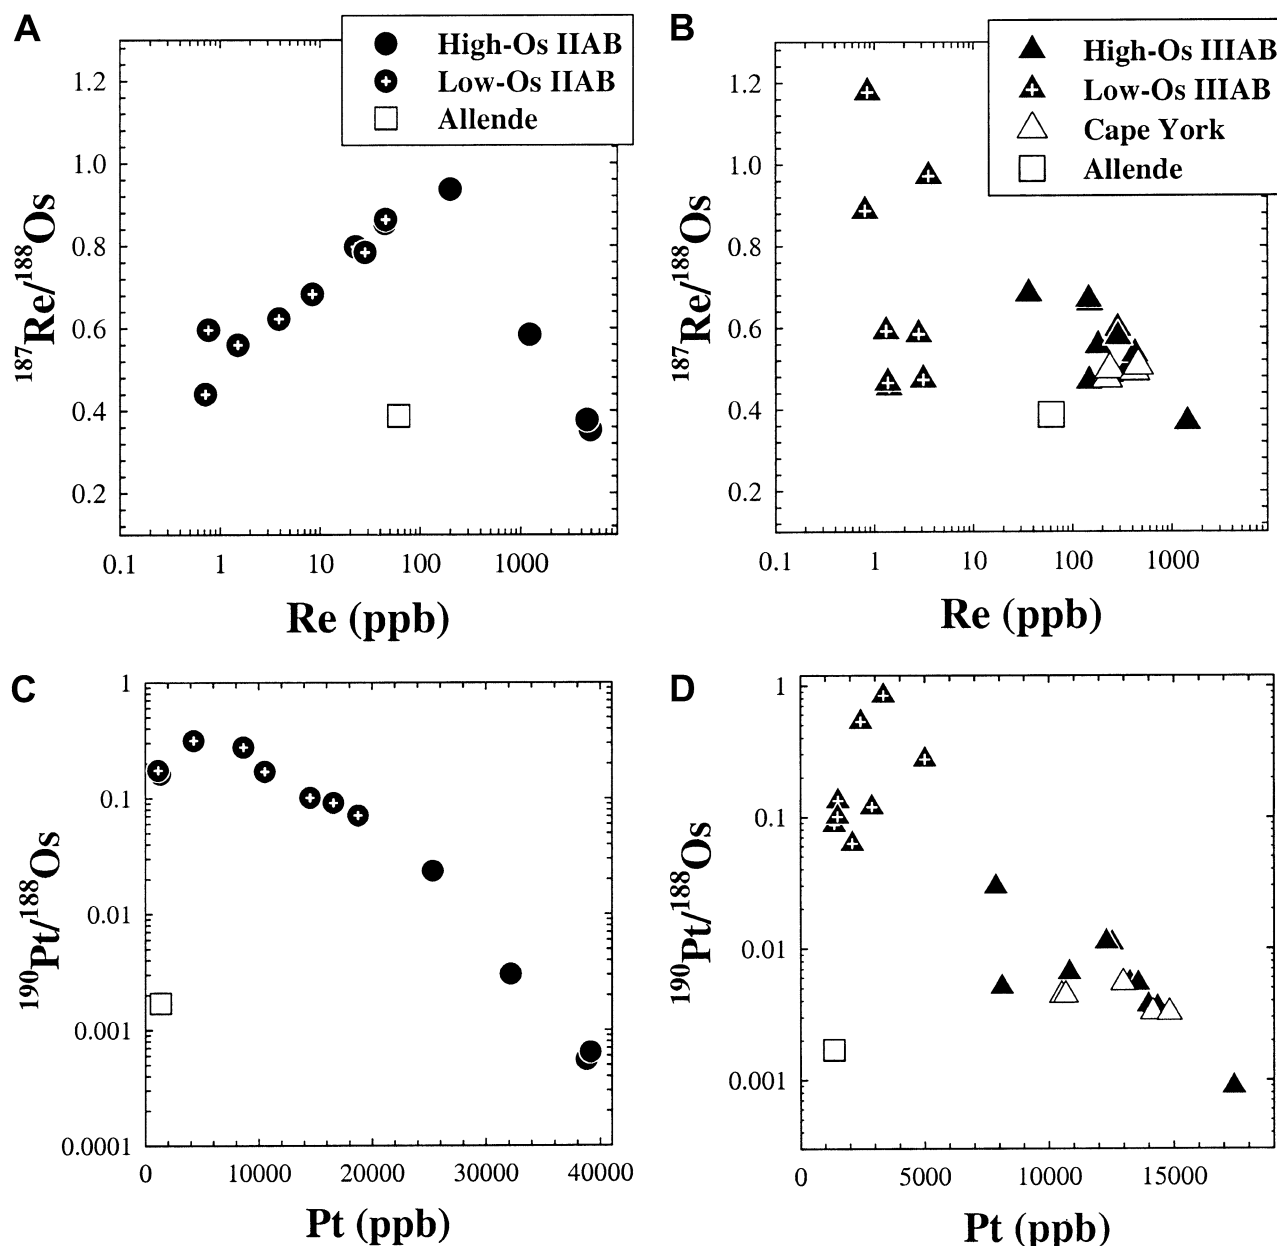 A
High-Os IIAB
Low-Os IIAB
Allende
1.2
1.0
0.8
0.6
0.4
0.2
187Re/188Os
0.1 1 10 100 1000
Re (ppb)
B
High-Os IIIAB
Low-Os IIIAB
Cape York
Allende
1.2
1.0
0.8
0.6
0.4
0.2
187Re/188Os
0.1 1 10 100 1000
Re (ppb)
C
1
0.1
0.01
0.001
0.0001
190Pt/188Os
0 10000 20000 30000 40000
Pt (ppb)
D
1
0.1
0.01
0.001
190Pt/188Os
0 5000 10000 15000
Pt (ppb)